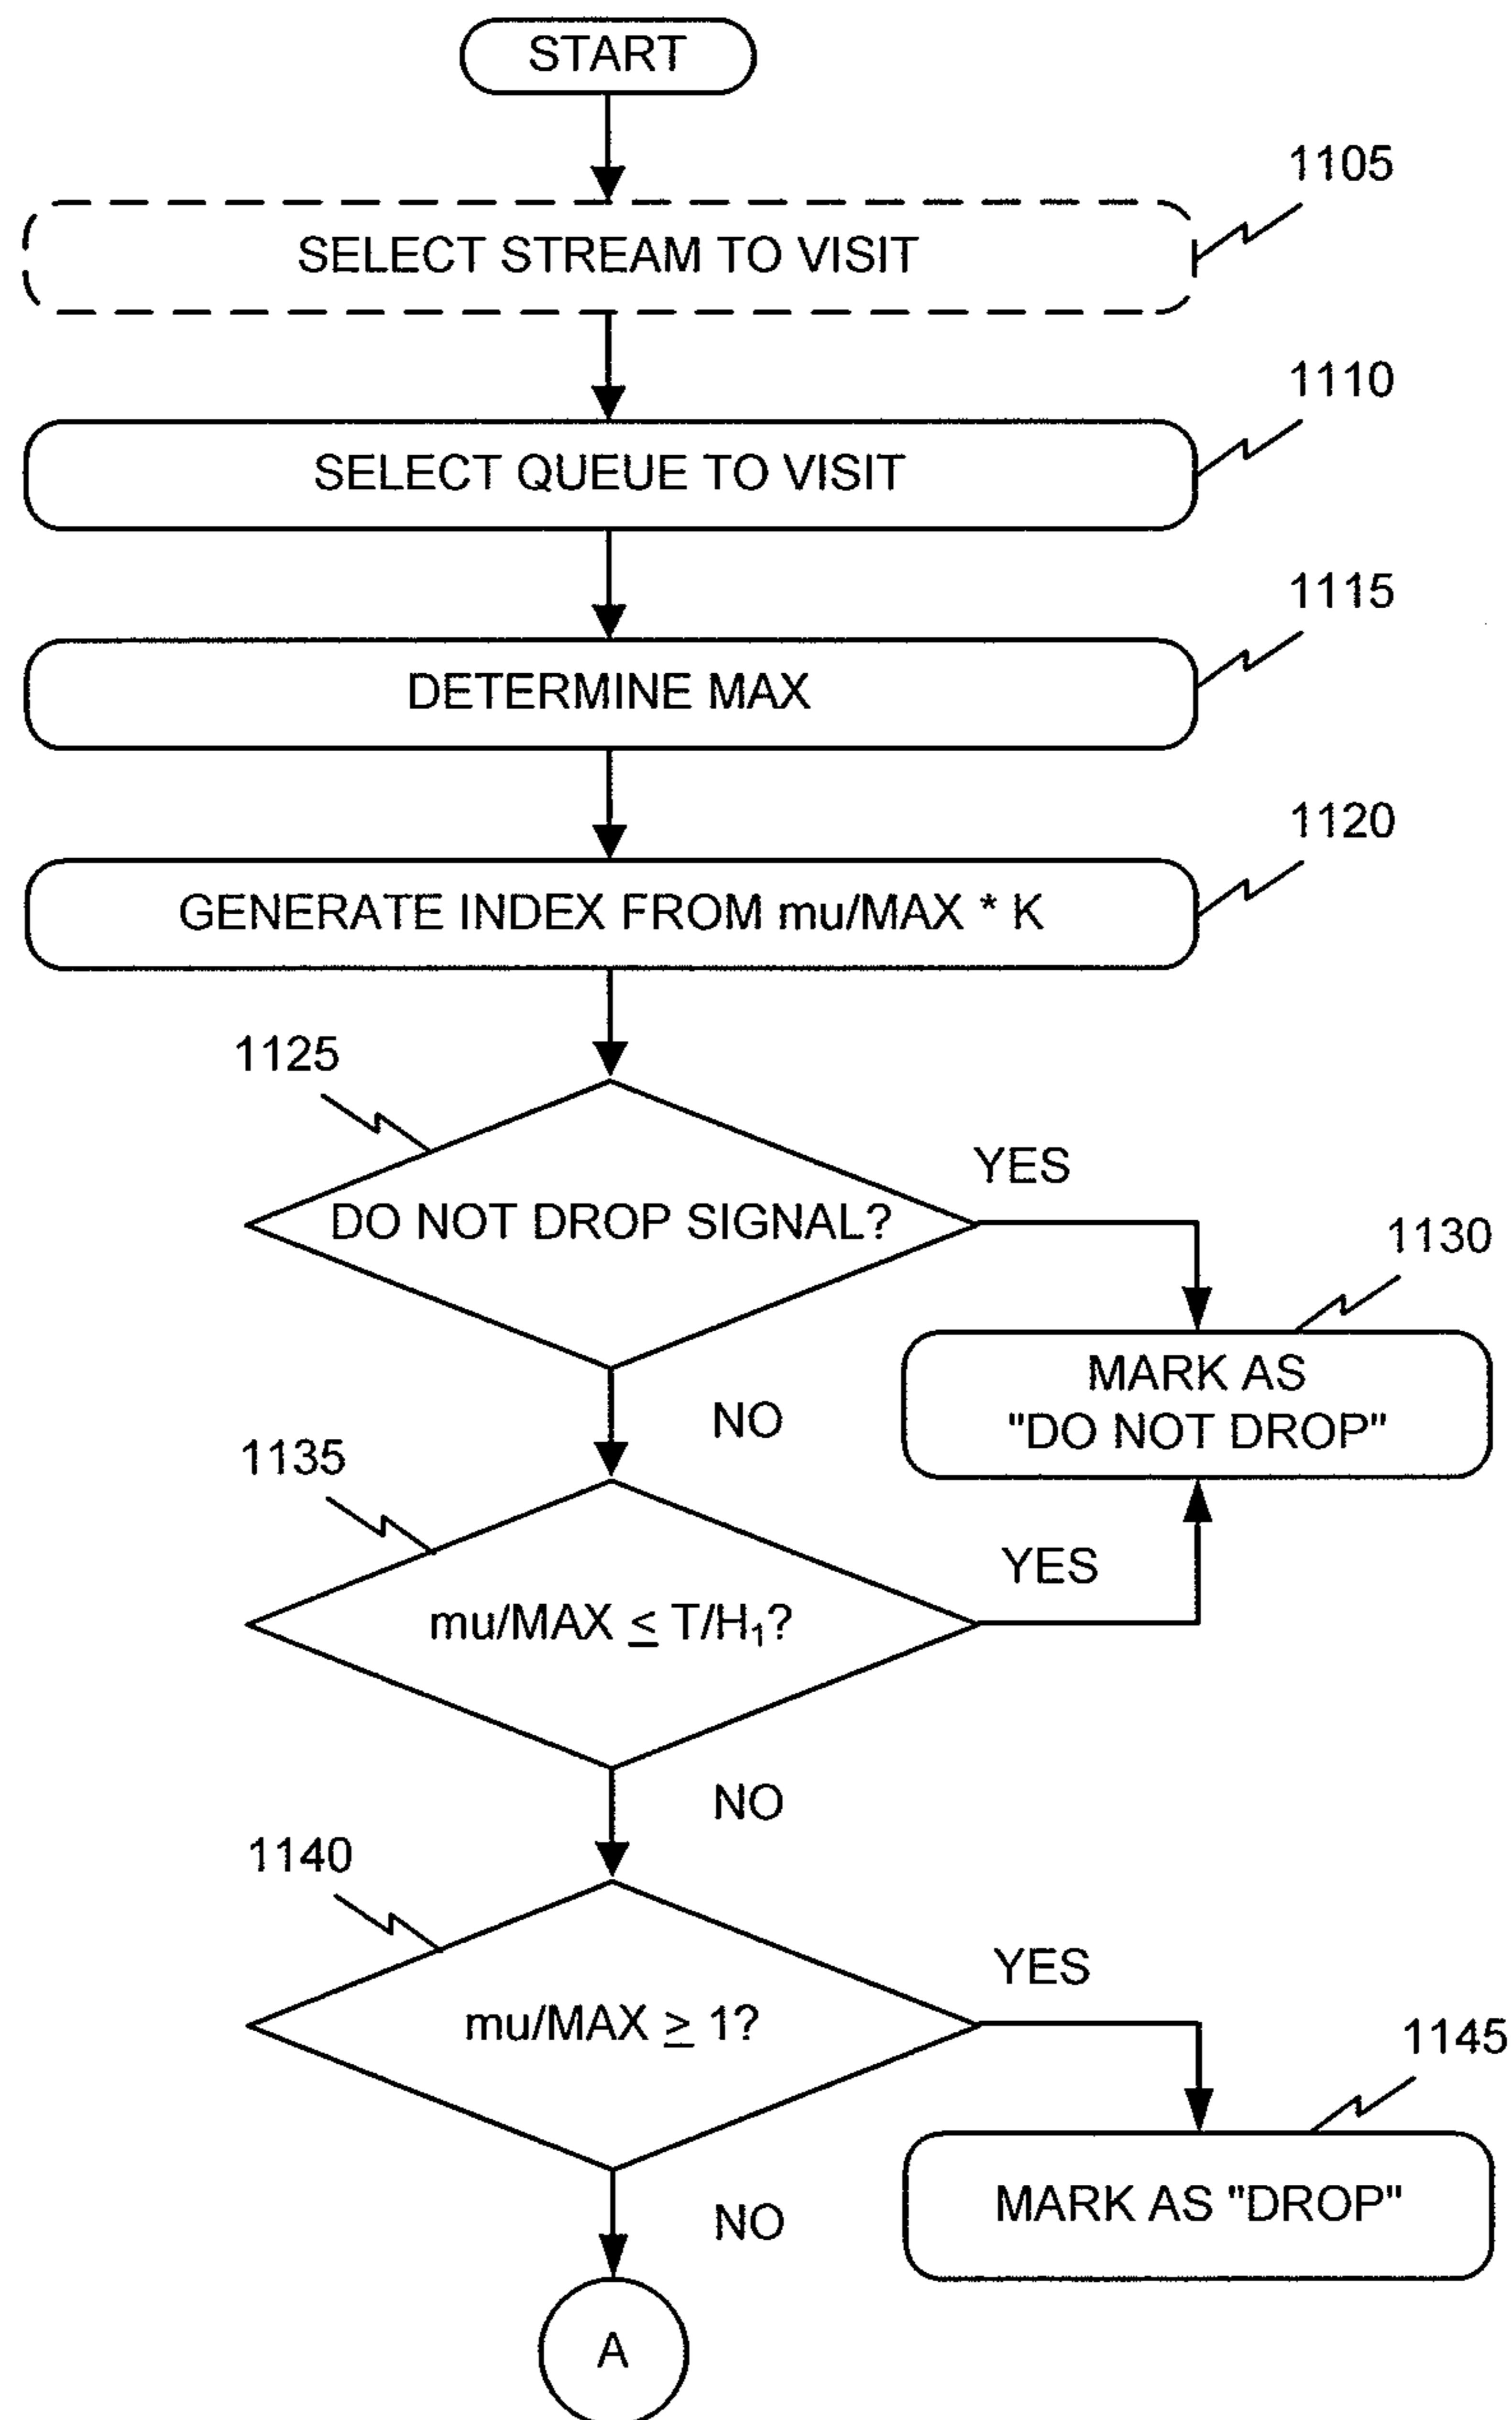 START
1105
SELECT STREAM TO VISIT
1110
SELECT QUEUE TO VISIT
1115
DETERMINE MAX
1120
GENERATE INDEX FROM mu/MAX * K
1125
DO NOT DROP SIGNAL?
YES
1130
MARK AS
"DO NOT DROP"
NO
1135
mu/MAX ≤ T/H₁?
YES
NO
1140
mu/MAX ≥ 1?
YES
1145
MARK AS "DROP"
NO
A